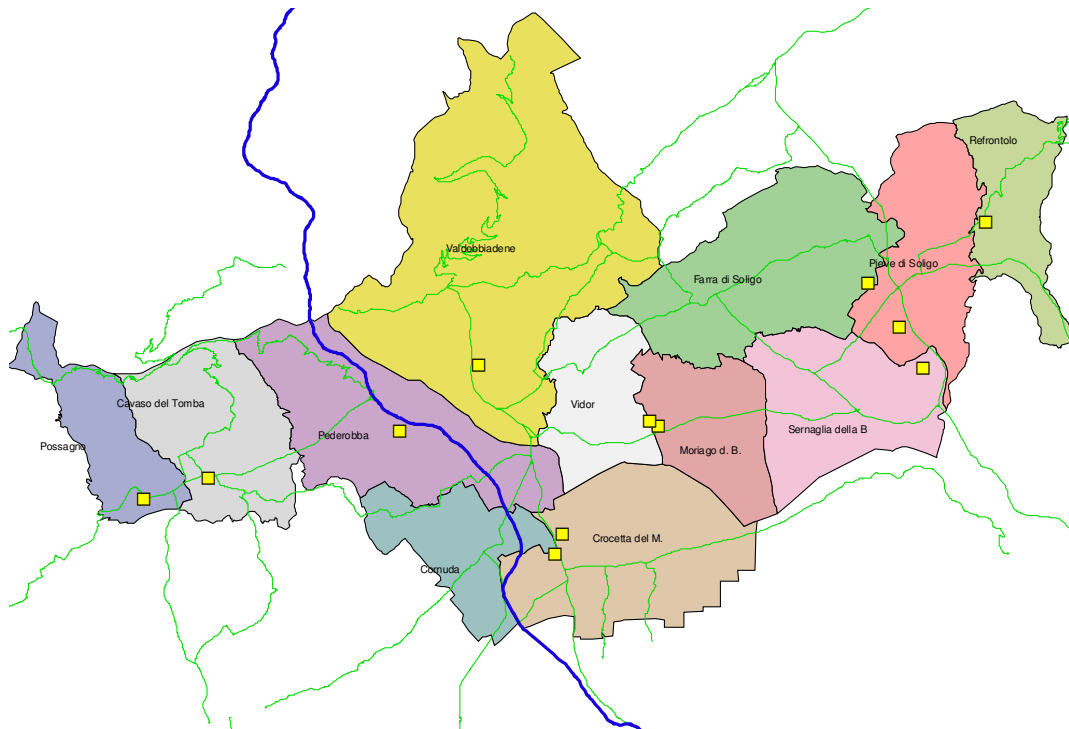 Refrontolo
Valdobbiadene
Pieve di Soligo
Farra di Soligo
Cavaso del Tomba
Vidor
Possagno
Pederobba
Sernaglia della B
Moriago d. B.
Crocetta del M.
Cornuda